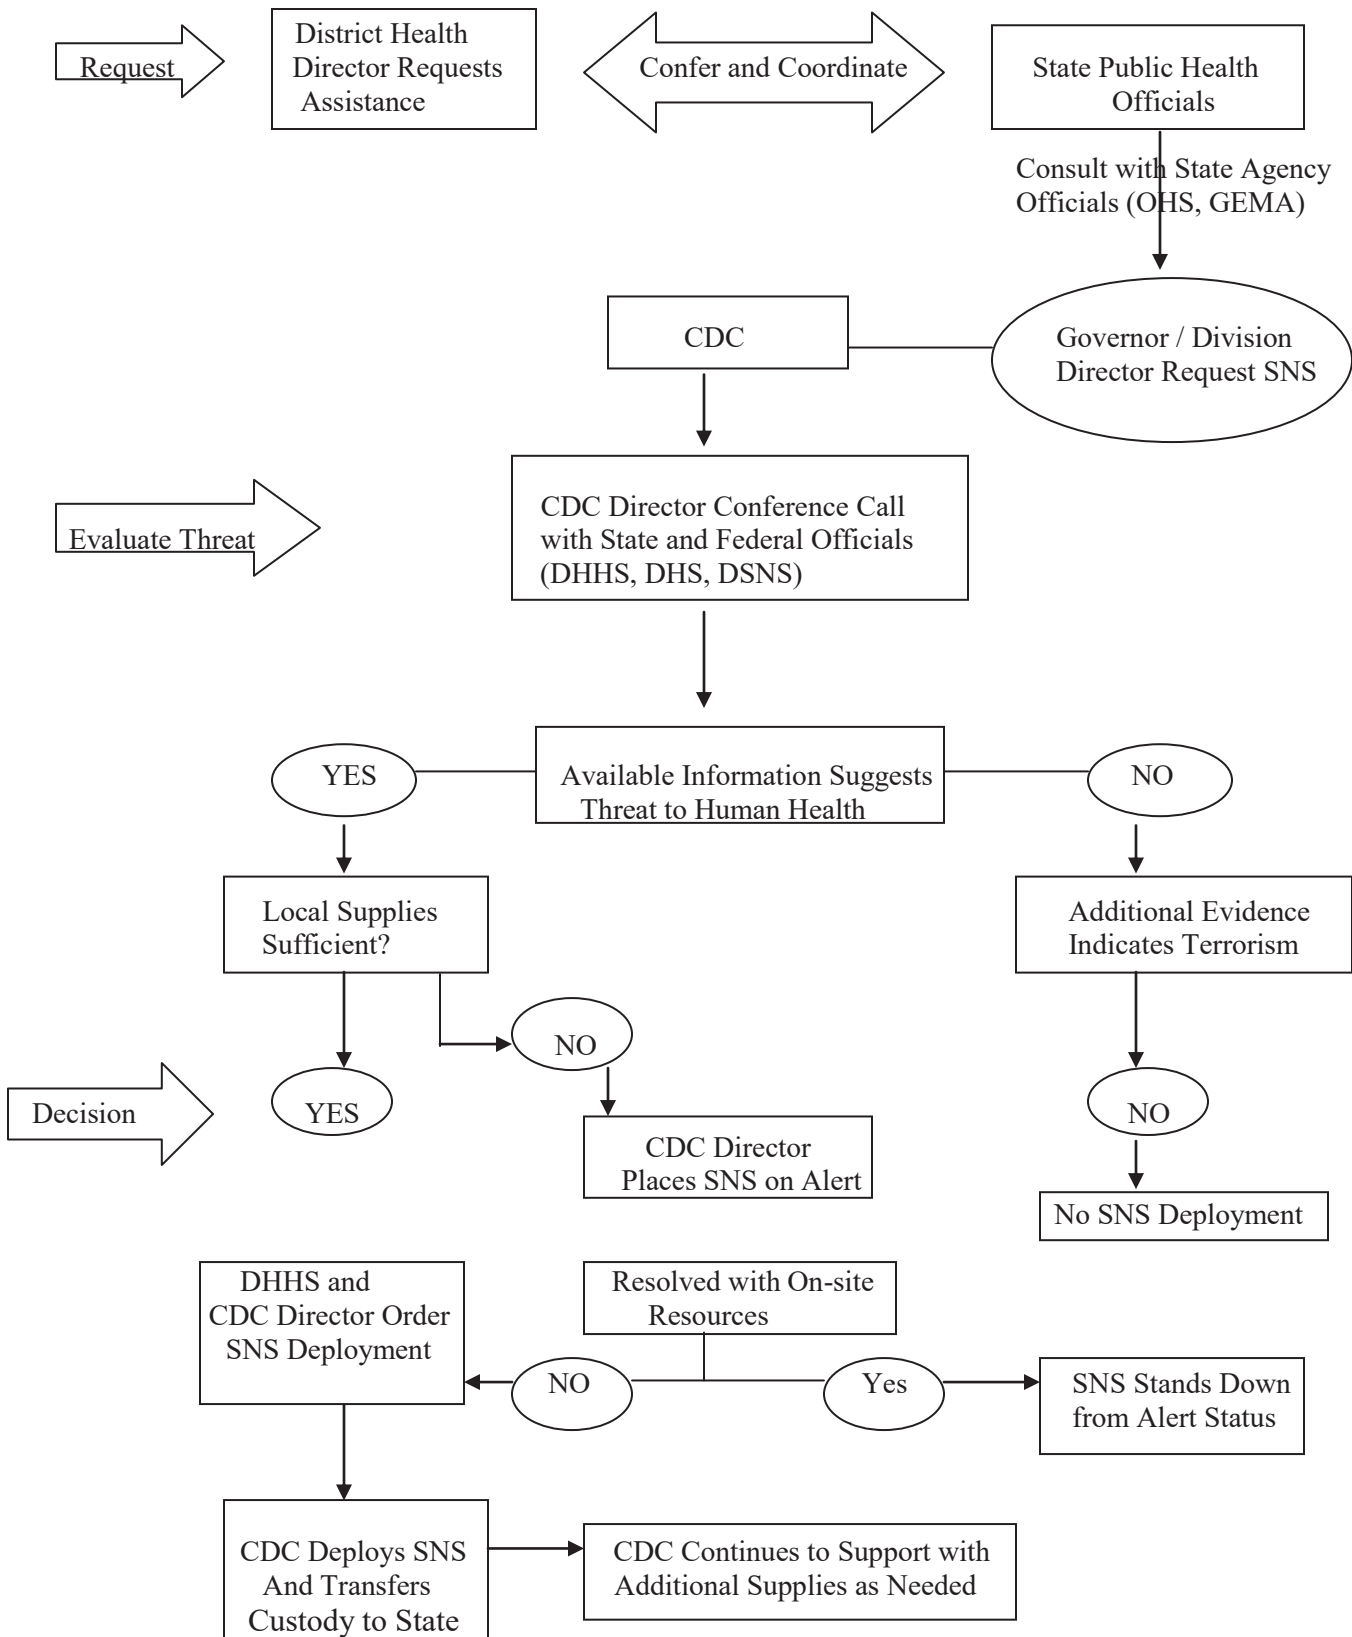 Request
District Health
Director Requests
Assistance
Confer and Coordinate
State Public Health
Officials
Consult with State Agency
Officials (OHS, GEMA)
CDC
Governor / Division
Director Request SNS
Evaluate Threat
CDC Director Conference Call
with State and Federal Officials
(DHHS, DHS, DSNS)
YES
Available Information Suggests
Threat to Human Health
NO
Local Supplies
Sufficient?
Additional Evidence
Indicates Terrorism
NO
Decision
YES
NO
CDC Director
Places SNS on Alert
No SNS Deployment
DHHS and
CDC Director Order
SNS Deployment
Resolved with On-site
Resources
NO
Yes
SNS Stands Down
from Alert Status
CDC Deploys SNS
And Transfers
Custody to State
CDC Continues to Support with
Additional Supplies as Needed